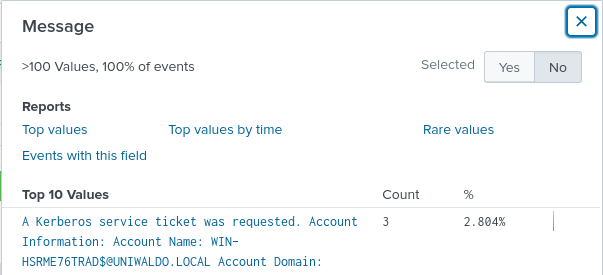 Message
>100 Values, 100% of events
Selected Yes No
Reports
Top values Top values by time Rare values
Events with this field
Top 10 Values Count %
A Kerberos service ticket was requested. Account 3 2.804%
Information: Account Name: WIN-
HSRME76TRAD$@UNIWALDO.LOCAL Account Domain: